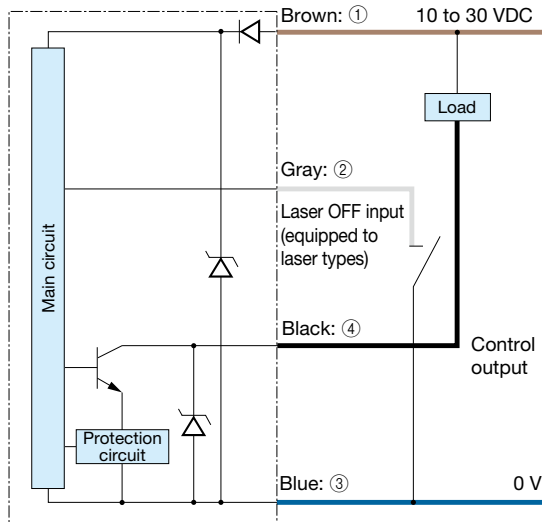 Brown: ① 10 to 30 VDC
Load
Gray: ②
Laser OFF input
(equipped to
laser types)
Main circuit
Black: ④
Control
output
Protection
circuit
Blue: ③ 0 V